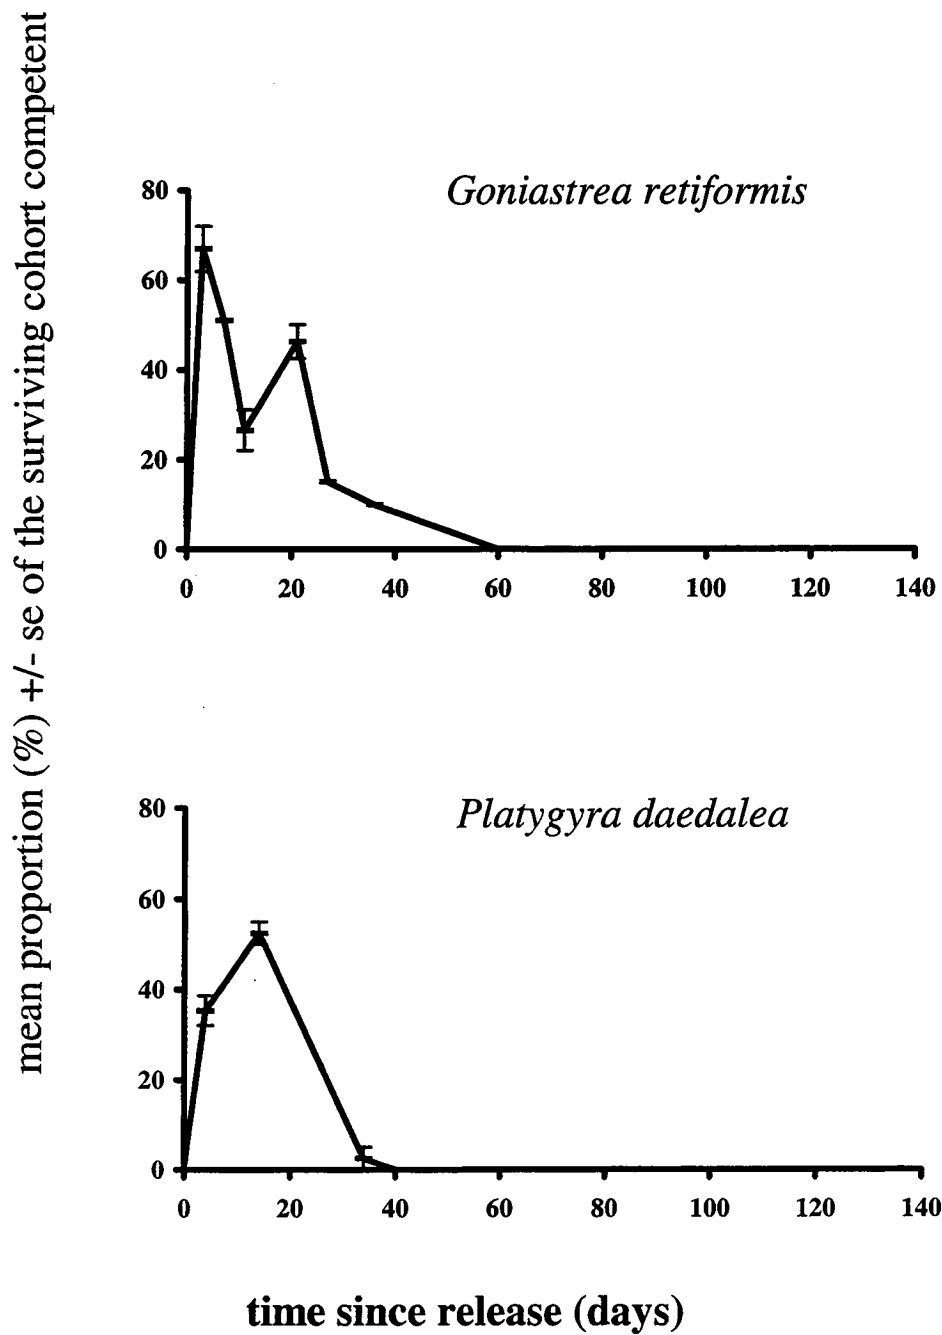 mean proportion (%) +/- se of the surviving cohort competent
Goniastrea retiformis
80
60
40
20
0
0 20 40 60 80 100 120 140
Platygyra daedalea
80
60
40
20
0
0 20 40 60 80 100 120 140
time since release (days)